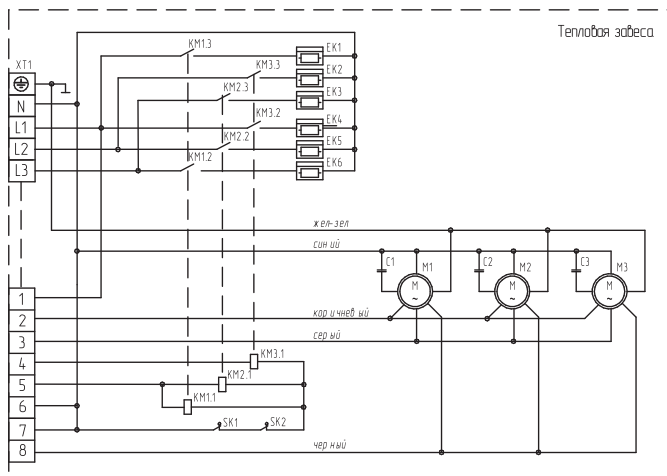 Тепловая завеса
XT1
N
L1
L2
L3
KM1.3
KM3.3
KM2.3
KM3.2
KM2.2
KM1.2
EK1
EK2
EK3
EK4
EK5
EK6
жел-зел
синий
C1
M1
M
~
C2
M2
M
~
C3
M3
M
~
коричневый
серый
1
2
3
4
5
6
7
8
KM3.1
KM2.1
KM1.1
SK1
SK2
черный